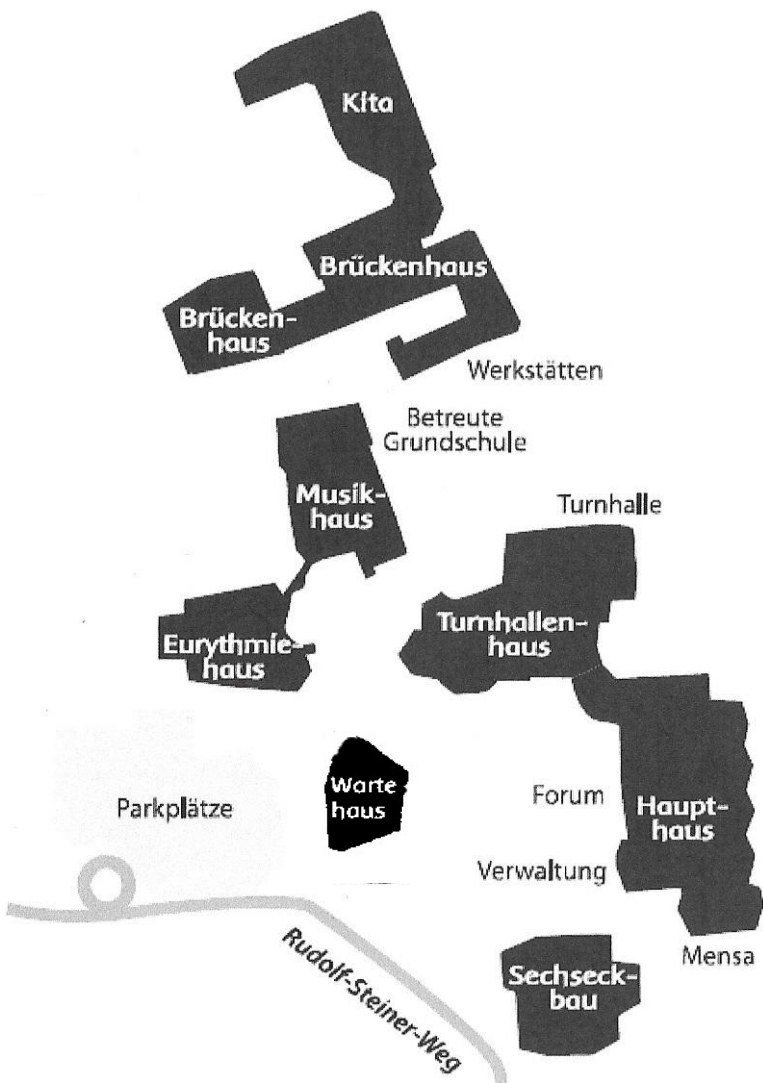 Kita
Brückenhaus
Brücken-
haus
Werkstätten
Betreute
Grundschule
Musik-
haus
Turnhalle
Eurythmie-
haus
Turnhallen-
haus
Warte
haus
Parkplätze
Forum
Haupt-
haus
Verwaltung
Rudolf-Steiner-Weg
Mensa
Sechseck-
bau